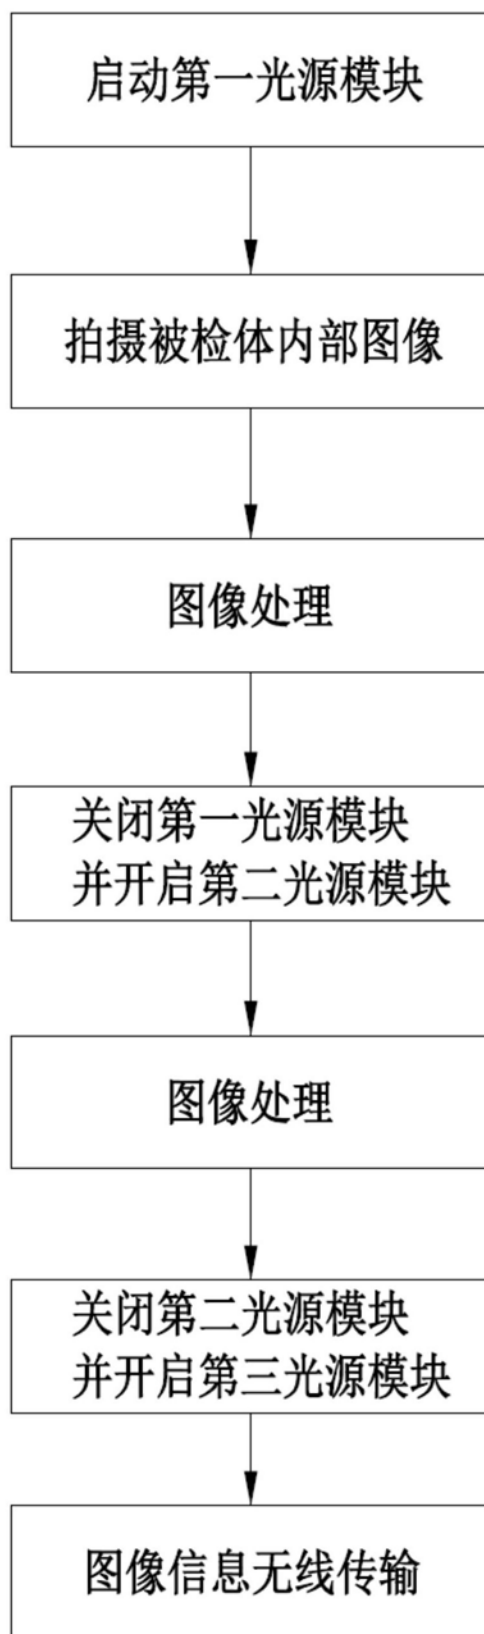 启动第一光源模块
拍摄被检体内部图像
图像处理
关闭第一光源模块
并开启第二光源模块
图像处理
关闭第二光源模块
并开启第三光源模块
图像信息无线传输